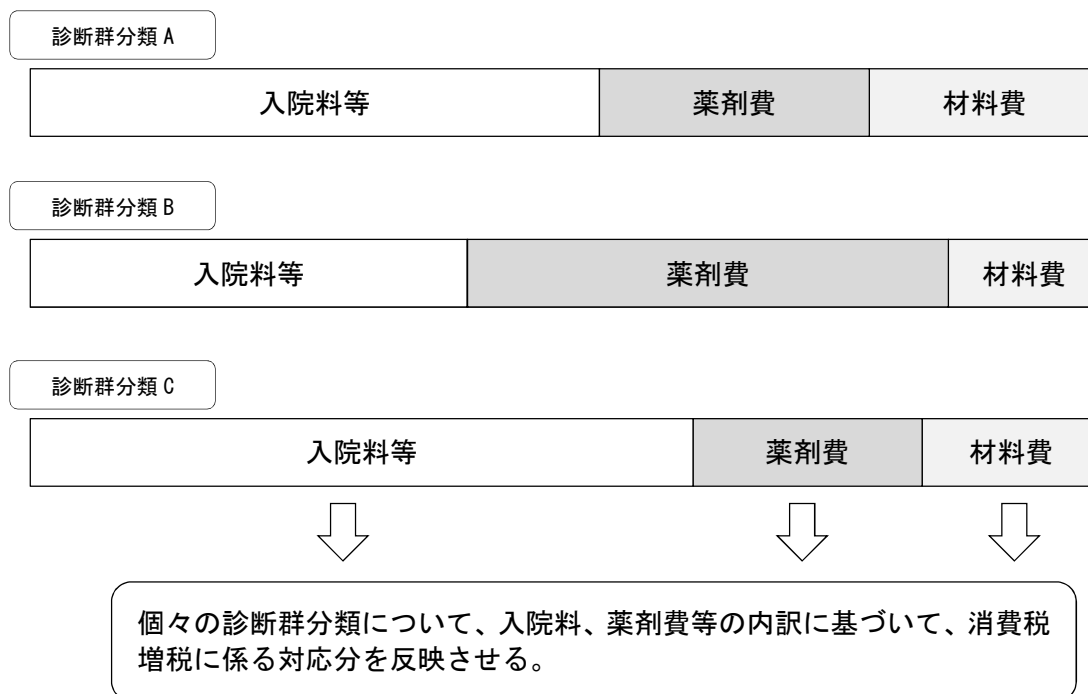 診断群分類 A
入院料等 薬剤費 材料費
診断群分類 B
入院料等 薬剤費 材料費
診断群分類 C
入院料等 薬剤費 材料費
個々の診断群分類について、入院料、薬剤費等の内訳に基づいて、消費税
増税に係る対応分を反映させる。